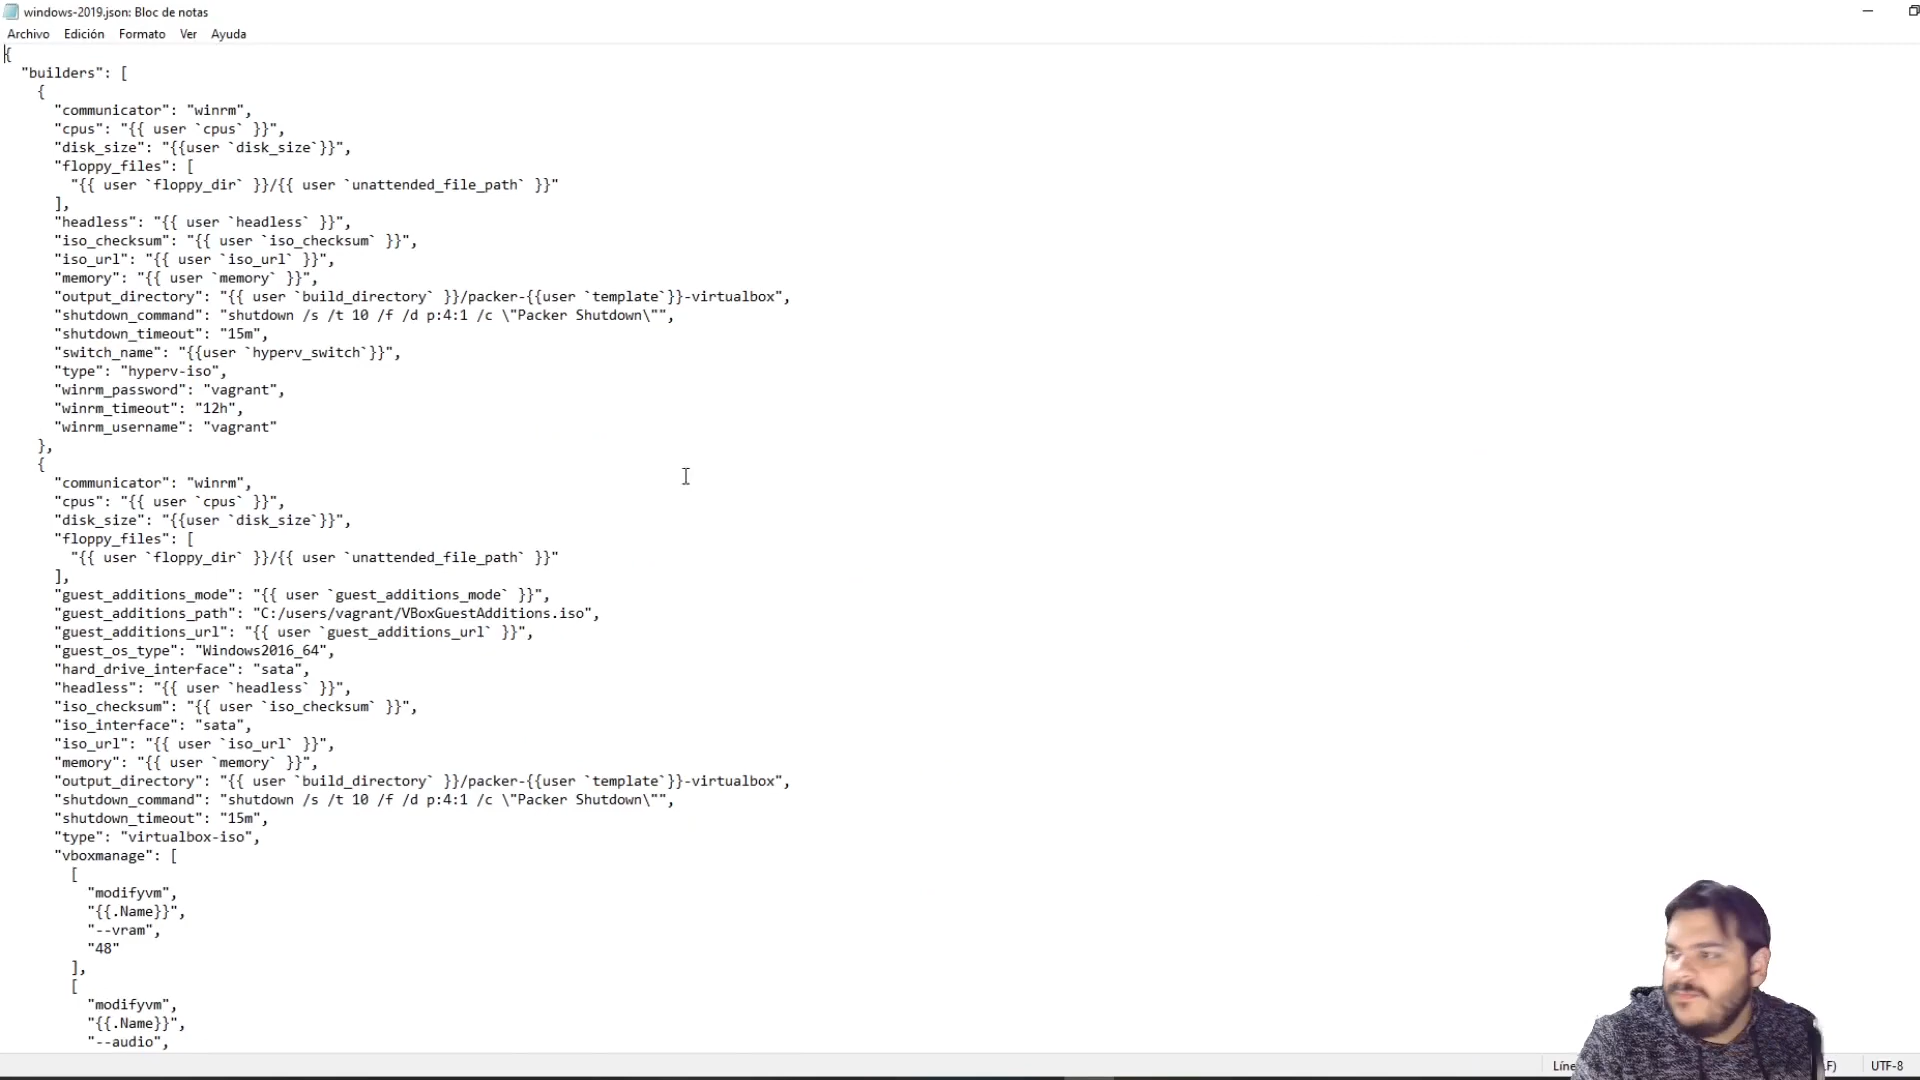 windows-2019.json: Bloc de notas
Archivo Edición Formato Ver Ayuda
{
"builders": [
{
"communicator": "winrm",
"cpus": "{{ user `cpus` }}",
"disk_size": "{{user `disk_size`}}",
"floppy_files": [
"{{ user `floppy_dir` }}/{{ user `unattended_file_path` }}"
],
"headless": "{{ user `headless` }}",
"iso_checksum": "{{ user `iso_checksum` }}",
"iso_url": "{{ user `iso_url` }}",
"memory": "{{ user `memory` }}",
"output_directory": "{{ user `build_directory` }}/packer-{{user `template`}}-virtualbox",
"shutdown_command": "shutdown /s /t 10 /f /d p:4:1 /c \"Packer Shutdown\"",
"shutdown_timeout": "15m",
"switch_name": "{{user `hyperv_switch`}}",
"type": "hyperv-iso",
"winrm_password": "vagrant",
"winrm_timeout": "12h",
"winrm_username": "vagrant"
},
{
"communicator": "winrm",
"cpus": "{{ user `cpus` }}",
"disk_size": "{{user `disk_size`}}",
"floppy_files": [
"{{ user `floppy_dir` }}/{{ user `unattended_file_path` }}"
],
"guest_additions_mode": "{{ user `guest_additions_mode` }}",
"guest_additions_path": "C:/users/vagrant/VBoxGuestAdditions.iso",
"guest_additions_url": "{{ user `guest_additions_url` }}",
"guest_os_type": "Windows2016_64",
"hard_drive_interface": "sata",
"headless": "{{ user `headless` }}",
"iso_checksum": "{{ user `iso_checksum` }}",
"iso_interface": "sata",
"iso_url": "{{ user `iso_url` }}",
"memory": "{{ user `memory` }}",
"output_directory": "{{ user `build_directory` }}/packer-{{user `template`}}-virtualbox",
"shutdown_command": "shutdown /s /t 10 /f /d p:4:1 /c \"Packer Shutdown\"",
"shutdown_timeout": "15m",
"type": "virtualbox-iso",
"vboxmanage": [
[
"modifyvm",
"{{.Name}}",
"--vram",
"48"
],
[
"modifyvm",
"{{.Name}}",
"--audio",
UTF-8